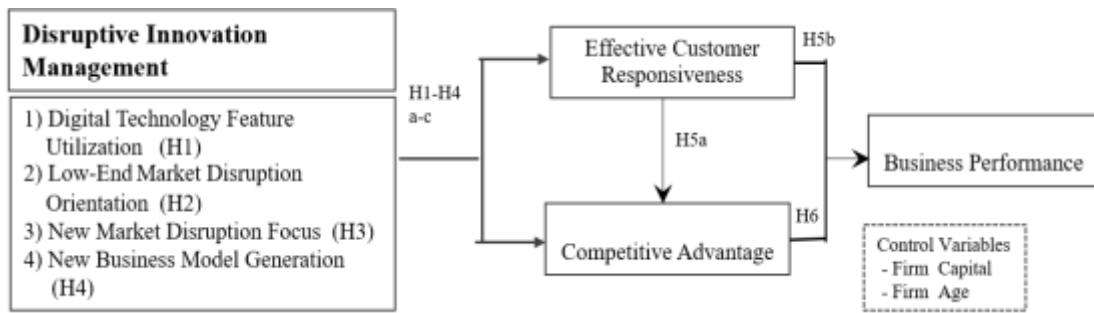 Disruptive Innovation
Management
1) Digital Technology Feature
Utilization (H1)
2) Low-End Market Disruption
Orientation (H2)
3) New Market Disruption Focus (H3)
4) New Business Model Generation
(H4)
H1-H4
a-c
Effective Customer
Responsiveness
H5b
H5a
Competitive Advantage
H6
Business Performance
Control Variables
- Firm Capital
- Firm Age